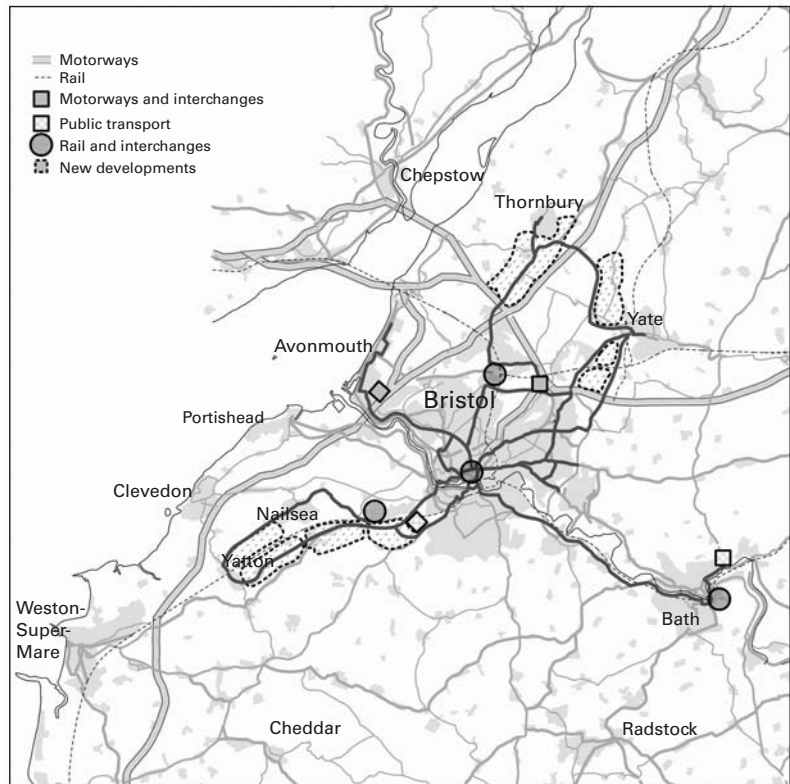 Motorways
Rail
Motorways and interchanges
Public transport
Rail and interchanges
New developments
Chepstow
Thornbury
Yate
Avonmouth
Bristol
Portishead
Clevedon
Nailsea
Yatton
Weston-
Super-
Mare
Bath
Cheddar
Radstock